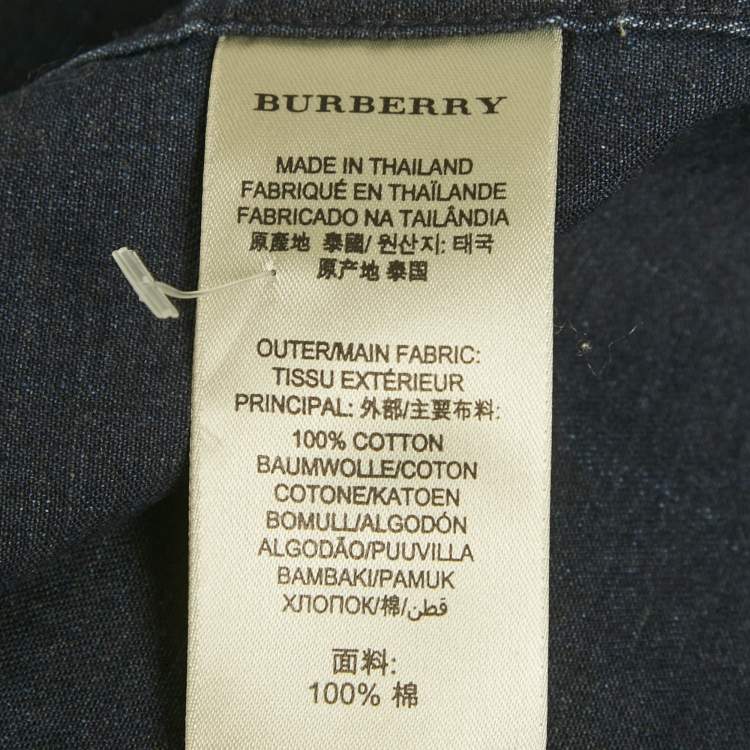 BURBERRY
MADE IN THAILAND
FABRIQUÉ EN THAÏLANDE
FABRICADO NA TAILÂNDIA
原產地 泰國/ 원산지: 태국
原产地 泰国
OUTER/MAIN FABRIC:
TISSU EXTÉRIEUR
PRINCIPAL: 外部/主要布料:
100% COTTON
BAUMWOLLE/COTON
COTONE/KATOEN
BOMULL/ALGODÓN
ALGODÃO/PUUVILLA
BAMBAKI/PAMUK
ХЛОПОК/棉/قطن
面料:
100% 棉